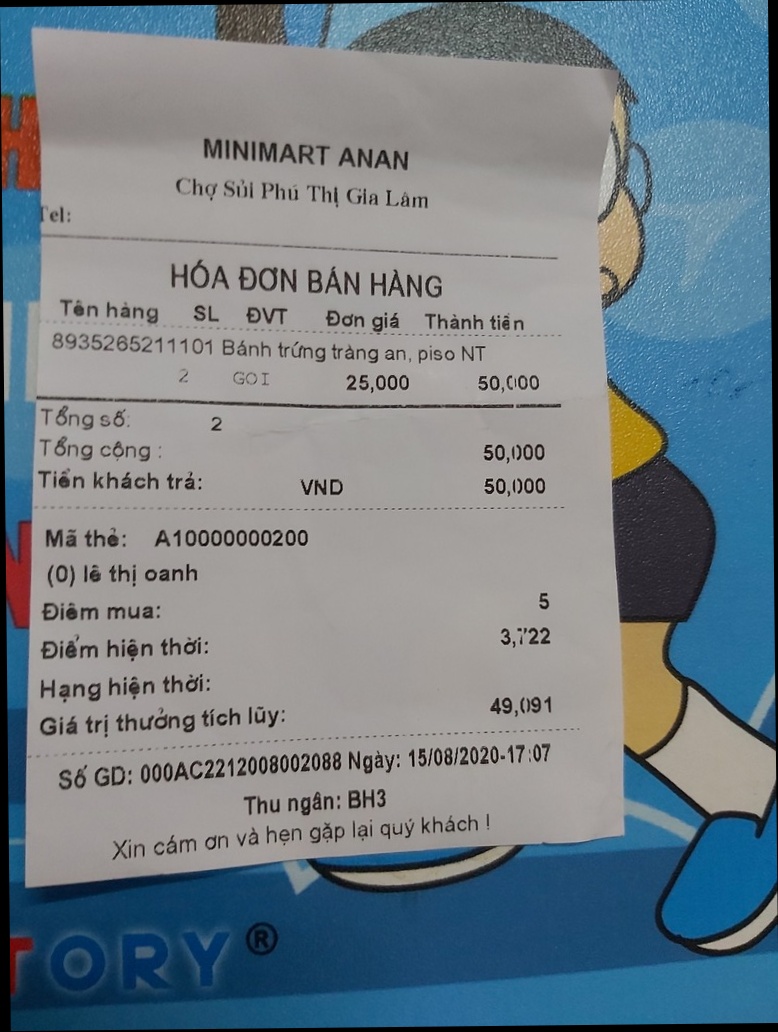 MINIMART ANAN
Chợ Sủi Phú Thị Gia Lâm
Tel:
HÓA ĐƠN BÁN HÀNG
Tên hàng SL ĐVT Đơn giá Thành tiền
8935265211101 Bánh trứng tràng an, piso NT
2 GOI 25,000 50,000
Tổng số: 2
Tổng cộng : 50,000
Tiền khách trả: VND 50,000
Mã thẻ: A10000000200
(0) lê thị oanh
Điểm mua: 5
Điểm hiện thời: 3,722
Hạng hiện thời:
Giá trị thưởng tích lũy: 49,091
Số GD: 000AC2212008002088 Ngày: 15/08/2020-17:07
Thu ngân: BH3
Xin cám ơn và hẹn gặp lại quý khách !
TORY®